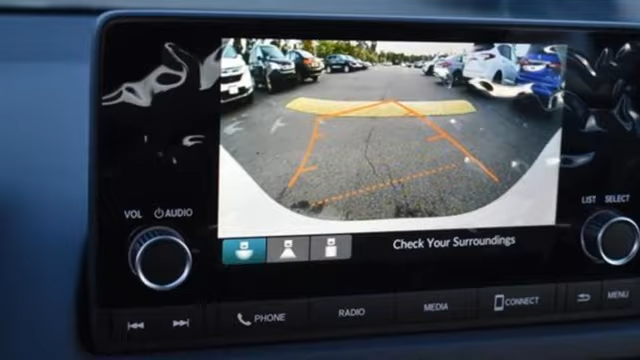 LIST SELECT
VOL AUDIO
Check Your Surroundings
PHONE RADIO MEDIA CONNECT MENU